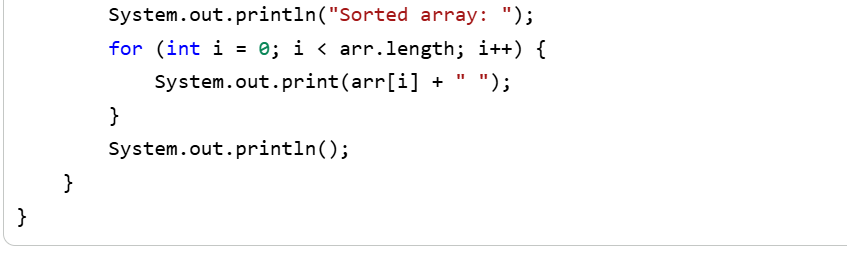 System.out.println("Sorted array: ");
for (int i = 0; i < arr.length; i++) {
System.out.print(arr[i] + " ");
}
System.out.println();
}
}